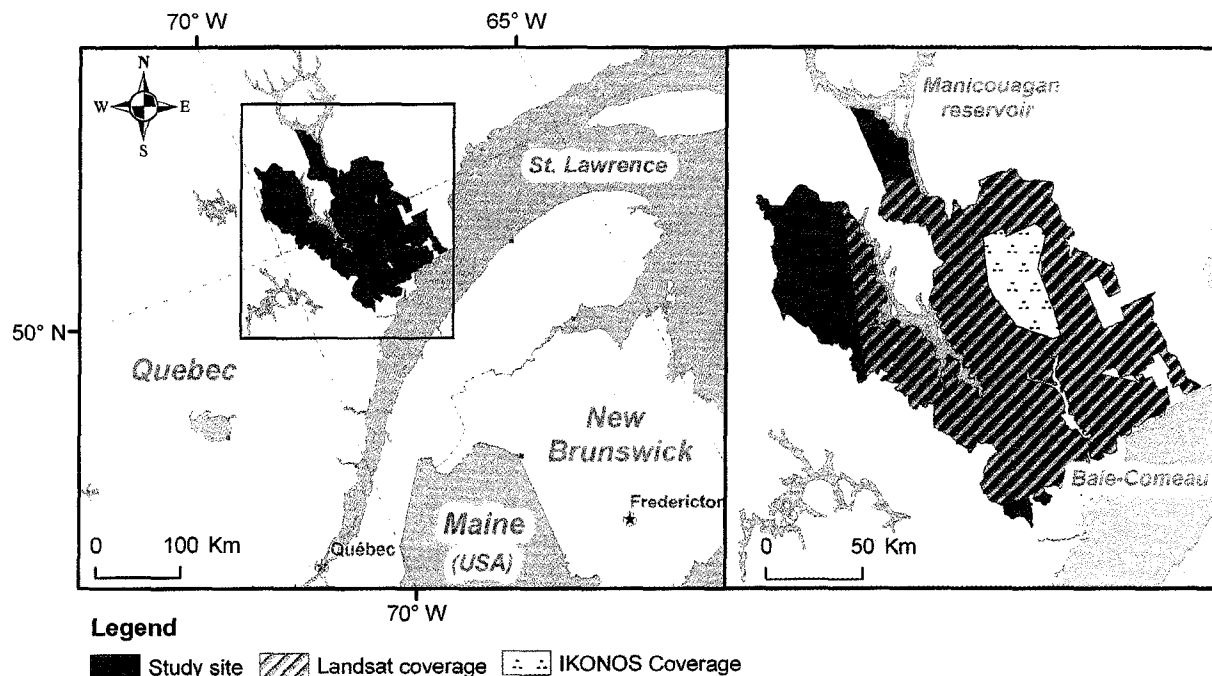 70° W
65° W
N
W
E
S
Manicouagan
reservoir
St. Lawrence
50° N
Quebec
New
Brunswick
Baie-Comeau
Fredericton
Maine
(USA)
0 100 Km
Québec
0 50 Km
70° W
Legend
Study site Landsat coverage IKONOS Coverage